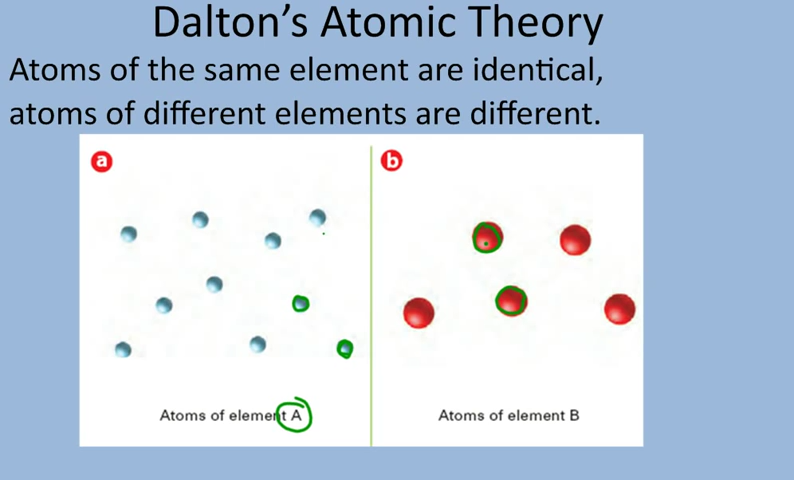 Dalton’s Atomic Theory
Atoms of the same element are identical,
atoms of different elements are different.
a
b
Atoms of element A
Atoms of element B